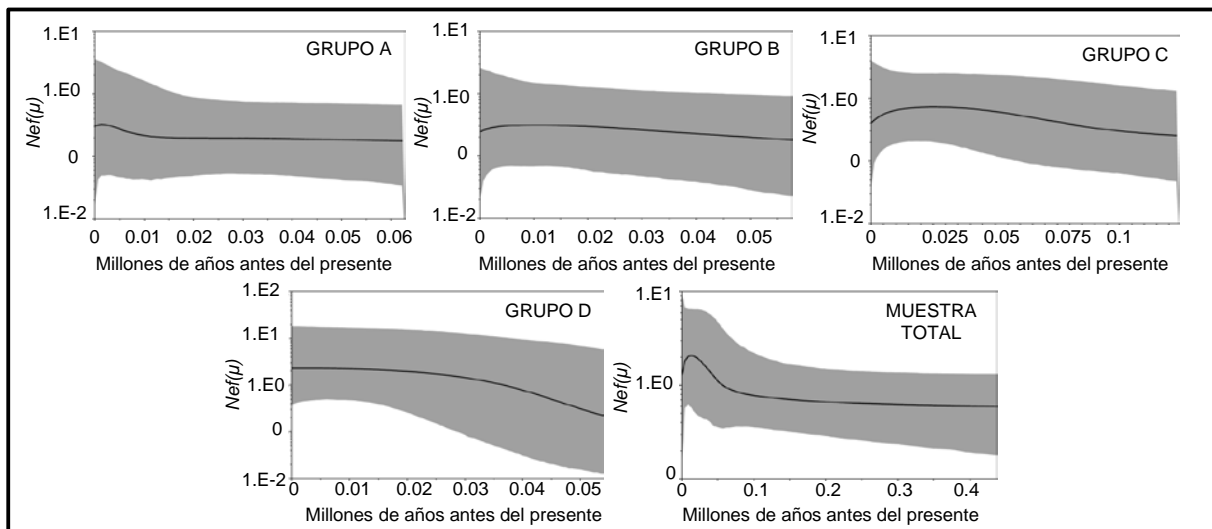 GRUPO A
1.E1
1.E0
0
1.E-2
Nef(μ)
0 0.01 0.02 0.03 0.04 0.05 0.06
Millones de años antes del presente
GRUPO B
1.E1
1.E0
0
1.E-2
Nef(μ)
0 0.01 0.02 0.03 0.04 0.05
Millones de años antes del presente
GRUPO C
1.E1
1.E0
0
1.E-2
Nef(μ)
0 0.025 0.05 0.075 0.1
Millones de años antes del presente
GRUPO D
1.E2
1.E1
1.E0
0
1.E-2
Nef(μ)
0 0.01 0.02 0.03 0.04 0.05
Millones de años antes del presente
MUESTRA
TOTAL
1.E1
1.E0
0
Nef(μ)
0 0.1 0.2 0.3 0.4
Millones de años antes del presente